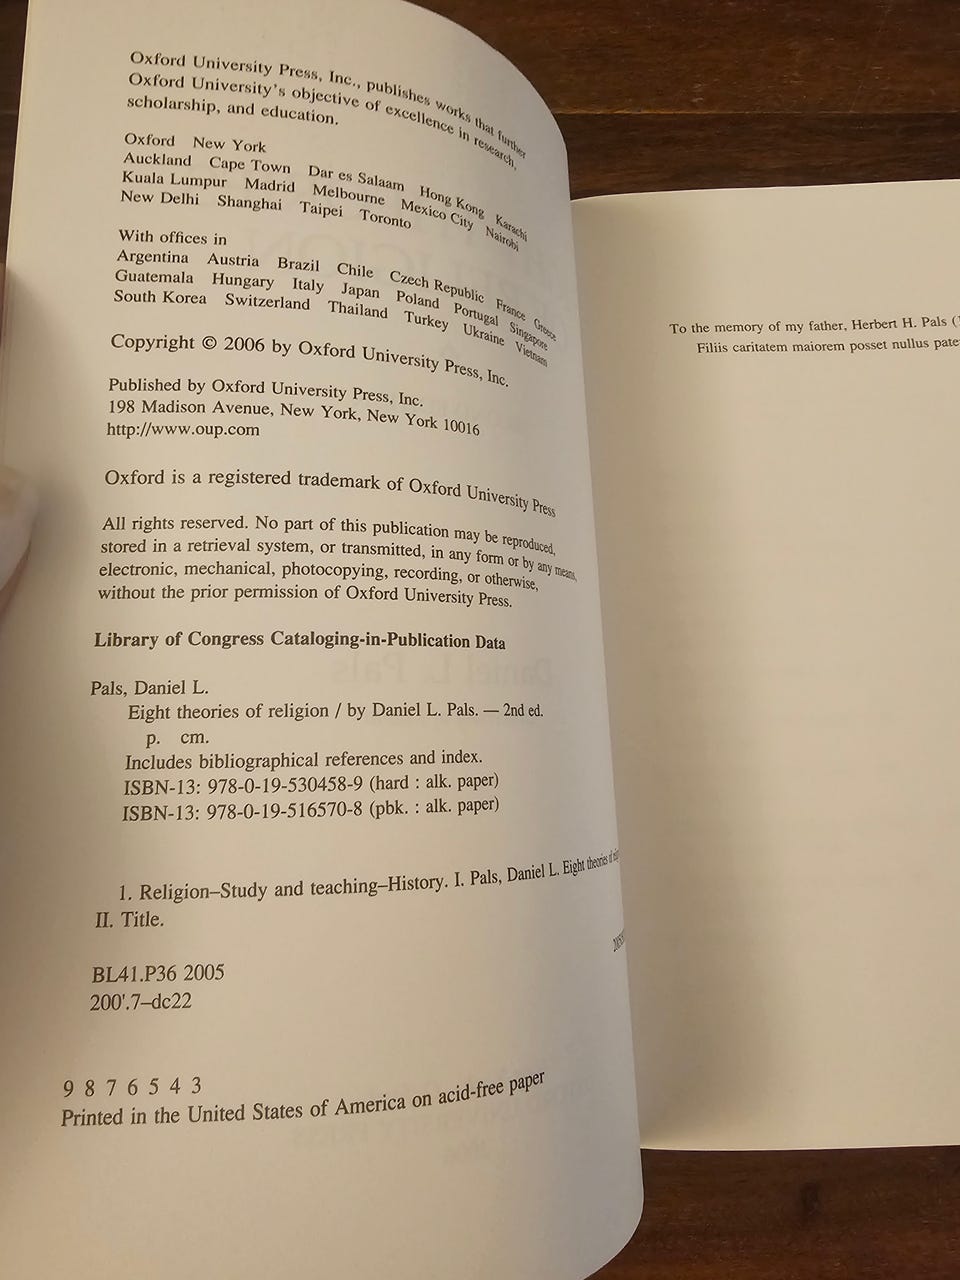 Oxford University Press, Inc., publishes works that further
Oxford University's objective of excellence in research,
scholarship, and education.
Oxford New York
Auckland Cape Town Dar es Salaam Hong Kong Karachi
Kuala Lumpur Madrid Melbourne Mexico City Nairobi
New Delhi Shanghai Taipei Toronto
With offices in
Argentina Austria Brazil Chile Czech Republic France Greece
Guatemala Hungary Italy Japan Poland Portugal Singapore
South Korea Switzerland Thailand Turkey Ukraine Vietnam
Copyright © 2006 by Oxford University Press, Inc.
Published by Oxford University Press, Inc.
198 Madison Avenue, New York, New York 10016
http://www.oup.com
Oxford is a registered trademark of Oxford University Press
All rights reserved. No part of this publication may be reproduced,
stored in a retrieval system, or transmitted, in any form or by any means,
electronic, mechanical, photocopying, recording, or otherwise,
without the prior permission of Oxford University Press.
Library of Congress Cataloging-in-Publication Data
Pals, Daniel L.
Eight theories of religion / by Daniel L. Pals. — 2nd ed.
p. cm.
Includes bibliographical references and index.
ISBN-13: 978-0-19-530458-9 (hard : alk. paper)
ISBN-13: 978-0-19-516570-8 (pbk. : alk. paper)
1. Religion–Study and teaching–History. I. Pals, Daniel L. Eight theories of
II. Title.
BL41.P36 2005
200'.7–dc22
9 8 7 6 5 4 3
Printed in the United States of America on acid-free paper
To the memory of my father, Herbert H. Pals (
Filiis caritatem maiorem posset nullus